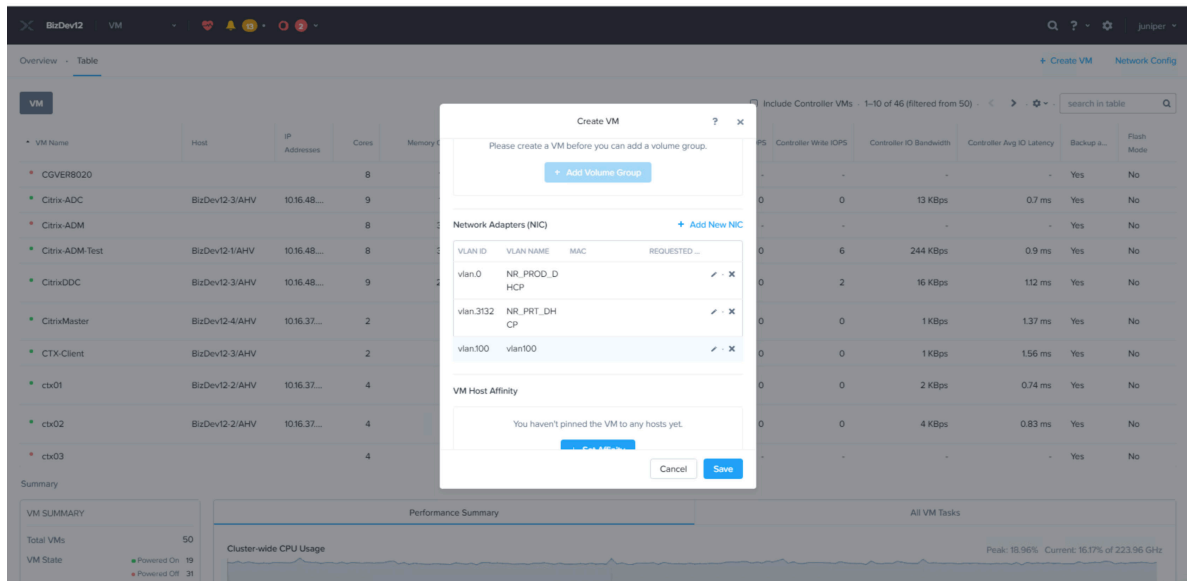 BizDev12 VM 13 2 ? juniper
Overview · Table + Create VM Network Config
VM Include Controller VMs · 1–10 of 46 (filtered from 50) · search in table
VM Name Host IP Addresses Cores Memory Controller Write IOPS Controller IO Bandwidth Controller Avg IO Latency Backup a... Flash Mode
CGVER8020 8 - - - - Yes No
Citrix-ADC BizDev12-3/AHV 10.16.48.... 9 0 0 13 KBps 0.7 ms Yes No
Citrix-ADM 8 - - - - Yes No
Citrix-ADM-Test BizDev12-1/AHV 10.16.48.... 8 0 6 244 KBps 0.9 ms Yes No
CitrixDDC BizDev12-3/AHV 10.16.48.... 9 0 2 16 KBps 1.12 ms Yes No
CitrixMaster BizDev12-4/AHV 10.16.37.... 2 0 0 1 KBps 1.37 ms Yes No
CTX-Client BizDev12-3/AHV 2 0 0 1 KBps 1.56 ms Yes No
ctx01 BizDev12-2/AHV 10.16.37.... 4 0 0 2 KBps 0.74 ms Yes No
ctx02 BizDev12-2/AHV 10.16.37.... 4 0 0 4 KBps 0.83 ms Yes No
ctx03 4 - - - - Yes No
Create VM ? ×
Please create a VM before you can add a volume group.
+ Add Volume Group
Network Adapters (NIC) + Add New NIC
VLAN ID VLAN NAME MAC REQUESTED ...
vlan.0 NR_PROD_D
HCP
vlan.3132 NR_PRT_DH
CP
vlan.100 vlan100
VM Host Affinity
You haven't pinned the VM to any hosts yet.
+ Set Affinity
Cancel Save
Summary
VM SUMMARY Performance Summary All VM Tasks
Total VMs 50
Cluster-wide CPU Usage Peak: 18.96% Current: 16.17% of 223.96 GHz
VM State Powered On 19
Powered Off 31